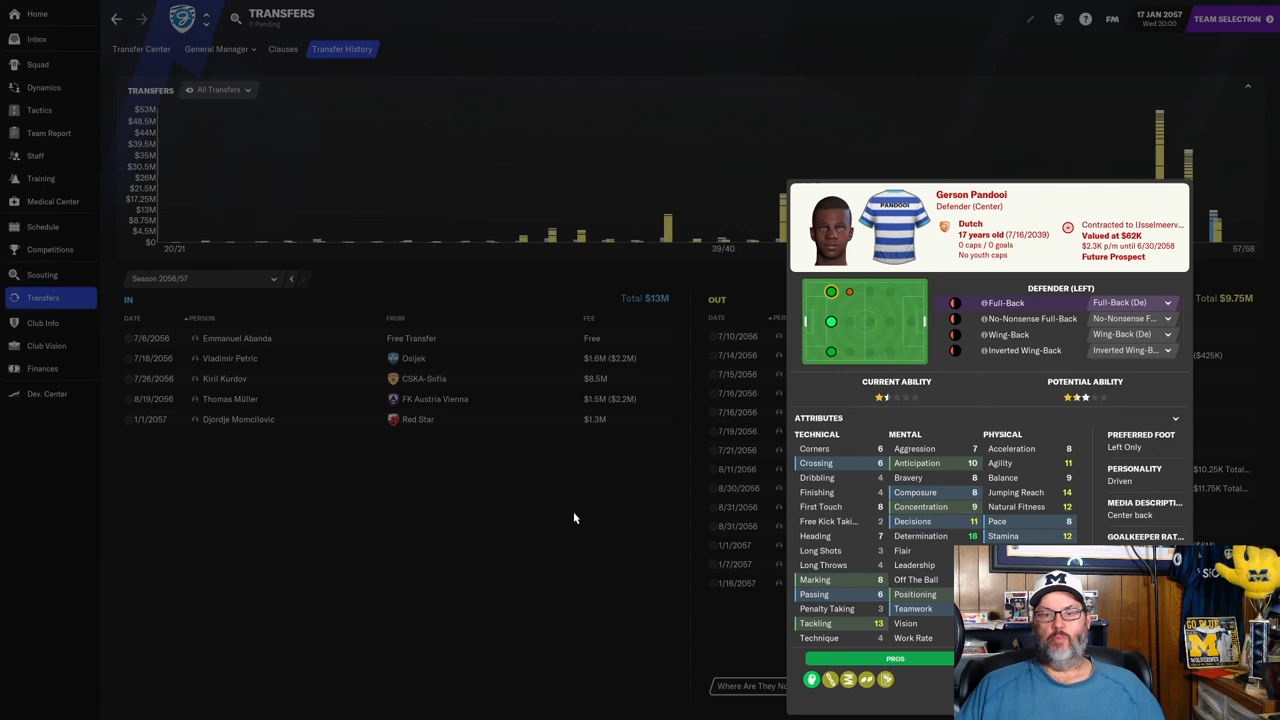 Home
TRANSFERS
0 Pending
FM
17 JAN 2057
Wed 20:00
TEAM SELECTION
Inbox
Squad
Dynamics
Tactics
Team Report
Staff
Training
Medical Center
Schedule
Competitions
Scouting
Transfers
Club Info
Club Vision
Finances
Dev. Center
Transfer Center
General Manager
Clauses
Transfer History
TRANSFERS
All Transfers
$53M
$48.5M
$44M
$39.5M
$35M
$30.5M
$26M
$21.5M
$17.25M
$13M
$8.75M
$4.5M
$0
20/21
39/40
57/58
Season 2056/57
IN
Total $13M
DATE
PERSON
FROM
FEE
7/6/2056 Emmanuel Abanda Free Transfer Free
7/18/2056 Vladimir Petric Osijek $1.6M ($2.2M)
7/26/2056 Kiril Kurdov CSKA-Sofia $8.5M
8/19/2056 Thomas Müller FK Austria Vienna $1.5M ($2.2M)
1/1/2057 Djordje Momcilovic Red Star $1.3M
OUT
$9.75M
DATE
7/10/2056
7/14/2056
7/15/2056
7/16/2056
7/16/2056
7/19/2056
7/21/2056
8/11/2056
8/30/2056
8/31/2056
8/31/2056
1/1/2057
1/7/2057
1/16/2057
($425K)
$10.25K Total...
$11.75K Total...
Where Are They No
PANDOOI
Gerson Pandooi
Defender (Center)
Dutch
17 years old (7/16/2039)
0 caps / 0 goals
No youth caps
Contracted to IJsselmeerv...
Valued at $62K
$2.3K p/m until 6/30/2058
Future Prospect
DEFENDER (LEFT)
Full-Back Full-Back (De)
No-Nonsense Full-Back No-Nonsense F...
Wing-Back Wing-Back (De)
Inverted Wing-Back Inverted Wing-B...
CURRENT ABILITY
POTENTIAL ABILITY
ATTRIBUTES
TECHNICAL
Corners 6
Crossing 6
Dribbling 4
Finishing 4
First Touch 8
Free Kick Taki... 2
Heading 7
Long Shots 3
Long Throws 4
Marking 8
Passing 6
Penalty Taking 3
Tackling 13
Technique 4
MENTAL
Aggression 7
Anticipation 10
Bravery 8
Composure 8
Concentration 9
Decisions 11
Determination 18
Flair
Leadership
Off The Ball
Positioning
Teamwork
Vision
Work Rate
PHYSICAL
Acceleration 8
Agility 11
Balance 9
Jumping Reach 14
Natural Fitness 12
Pace 8
Stamina 12
PREFERRED FOOT
Left Only
PERSONALITY
Driven
MEDIA DESCRIPTI...
Center back
GOALKEEPER RAT...
PROS
M
GO BLUE
M